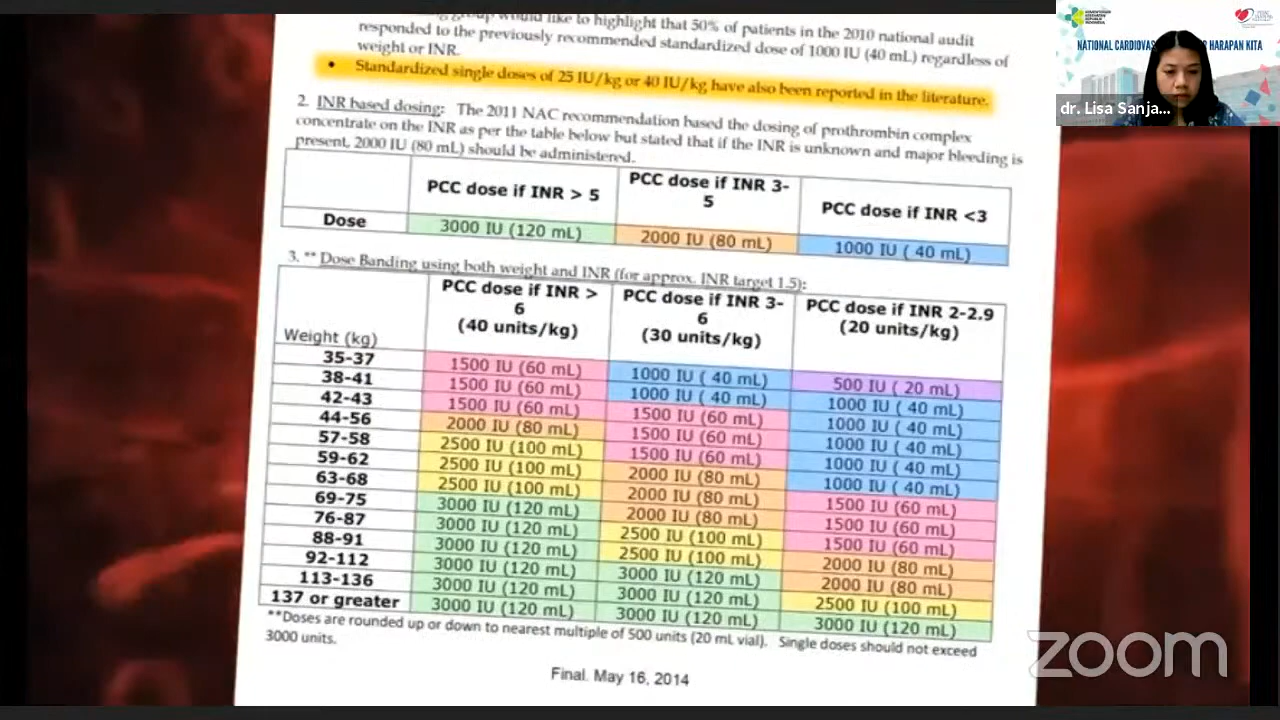 group would like to highlight that 50% of patients in the 2010 national audit
responded to the previously recommended standardized dose of 1000 IU (40 mL) regardless of
weight or INR.
• Standardized single doses of 25 IU/kg or 40 IU/kg have also been reported in the literature.
2. INR based dosing: The 2011 NAC recommendation based the dosing of prothrombin complex
concentrate on the INR as per the table below but stated that if the INR is unknown and major bleeding is
present, 2000 IU (80 mL) should be administered.
PCC dose if INR > 5 PCC dose if INR 3-5 PCC dose if INR <3
Dose 3000 IU (120 mL) 2000 IU (80 mL) 1000 IU ( 40 mL)
3. ** Dose Banding using both weight and INR (for approx. INR target 1.5):
Weight (kg) PCC dose if INR > 6 (40 units/kg) PCC dose if INR 3-6 (30 units/kg) PCC dose if INR 2-2.9 (20 units/kg)
35-37 1500 IU (60 mL) 1000 IU ( 40 mL) 500 IU ( 20 mL)
38-41 1500 IU (60 mL) 1000 IU ( 40 mL) 1000 IU ( 40 mL)
42-43 1500 IU (60 mL) 1500 IU (60 mL) 1000 IU ( 40 mL)
44-56 2000 IU (80 mL) 1500 IU (60 mL) 1000 IU ( 40 mL)
57-58 2500 IU (100 mL) 1500 IU (60 mL) 1000 IU ( 40 mL)
59-62 2500 IU (100 mL) 2000 IU (80 mL) 1000 IU ( 40 mL)
63-68 2500 IU (100 mL) 2000 IU (80 mL) 1500 IU (60 mL)
69-75 3000 IU (120 mL) 2000 IU (80 mL) 1500 IU (60 mL)
76-87 3000 IU (120 mL) 2500 IU (100 mL) 1500 IU (60 mL)
88-91 3000 IU (120 mL) 2500 IU (100 mL) 2000 IU (80 mL)
92-112 3000 IU (120 mL) 3000 IU (120 mL) 2000 IU (80 mL)
113-136 3000 IU (120 mL) 3000 IU (120 mL) 2500 IU (100 mL)
137 or greater 3000 IU (120 mL) 3000 IU (120 mL) 3000 IU (120 mL)
**Doses are rounded up or down to nearest multiple of 500 units (20 mL vial). Single doses should not exceed
3000 units.
Final. May 16, 2014
NATIONAL CARDIOVAS HARAPAN KITA
dr. Lisa Sanja...
zoom